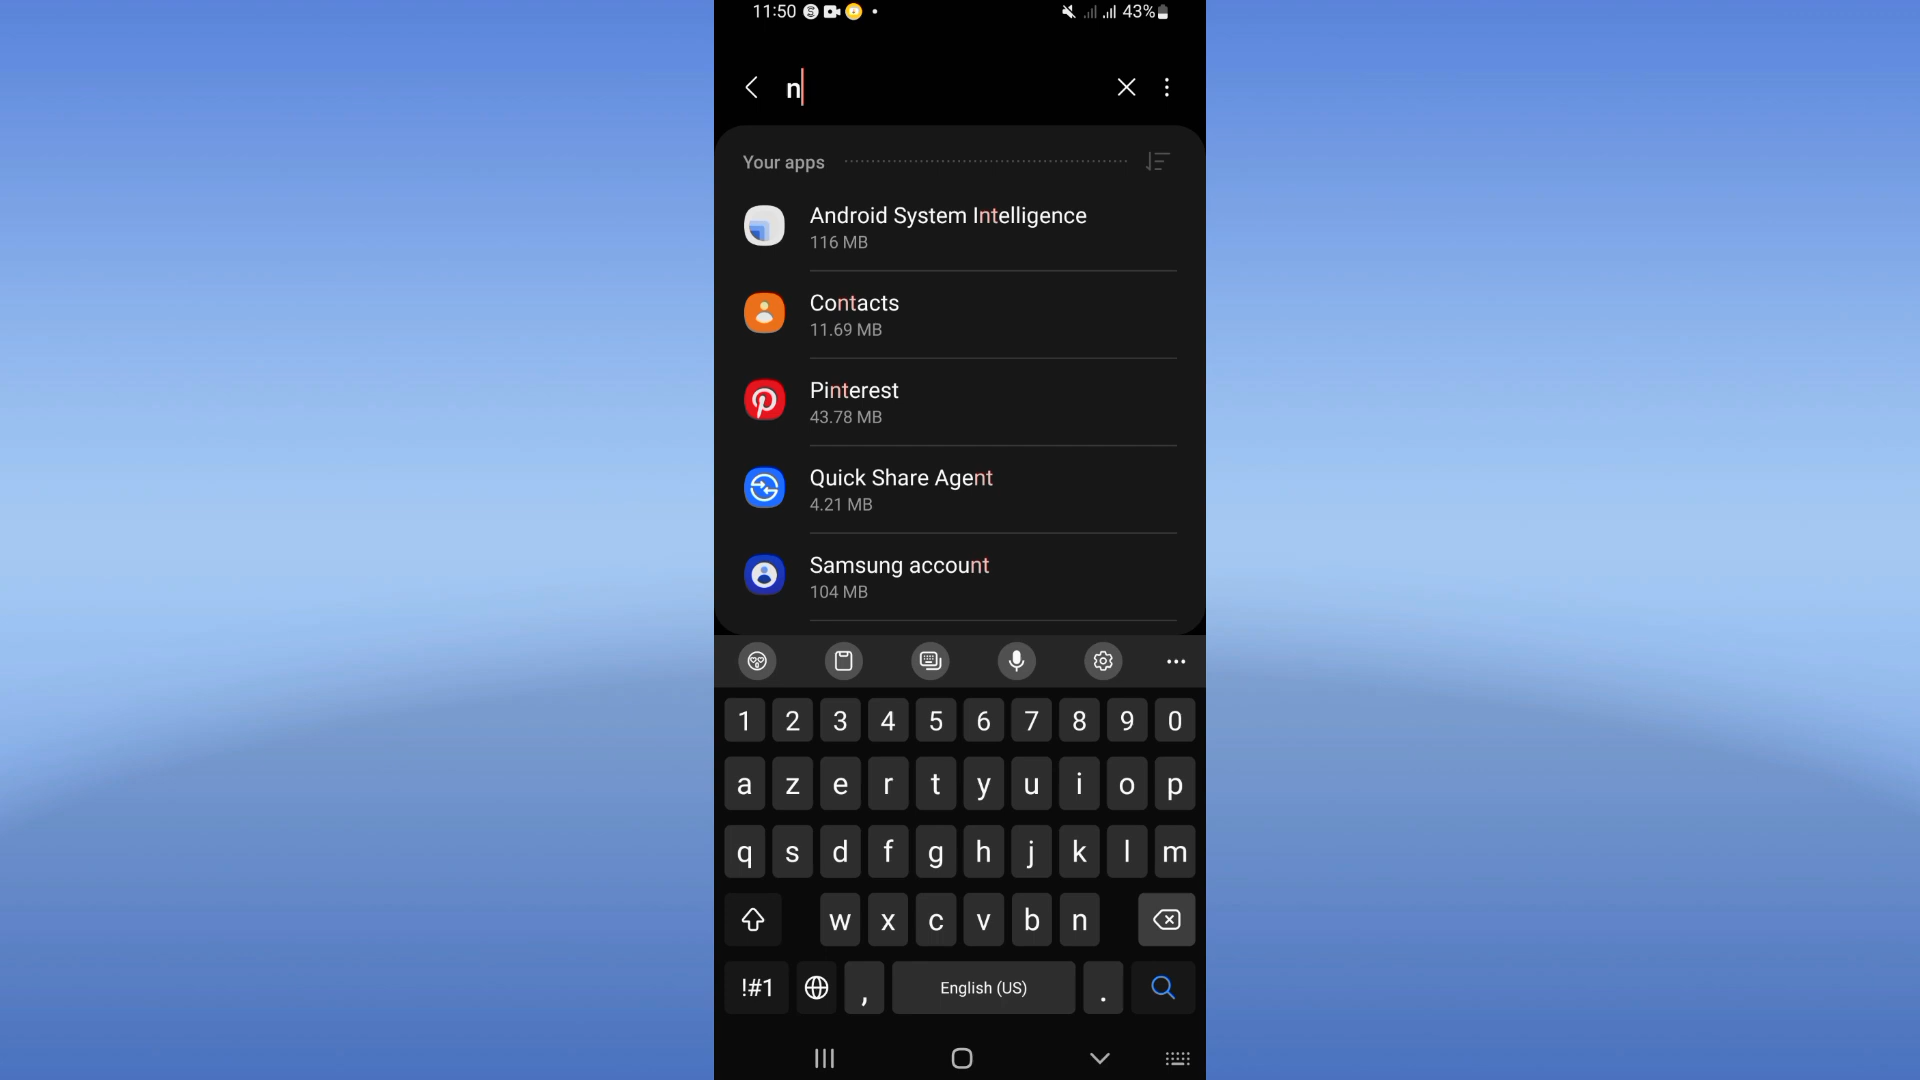 11:50 43%
n
Your apps
Android System Intelligence
116 MB
Contacts
11.69 MB
Pinterest
43.78 MB
Quick Share Agent
4.21 MB
Samsung account
104 MB
1 2 3 4 5 6 7 8 9 0
a z e r t y u i o p
q s d f g h j k l m
w x c v b n
!#1 , English (US) .